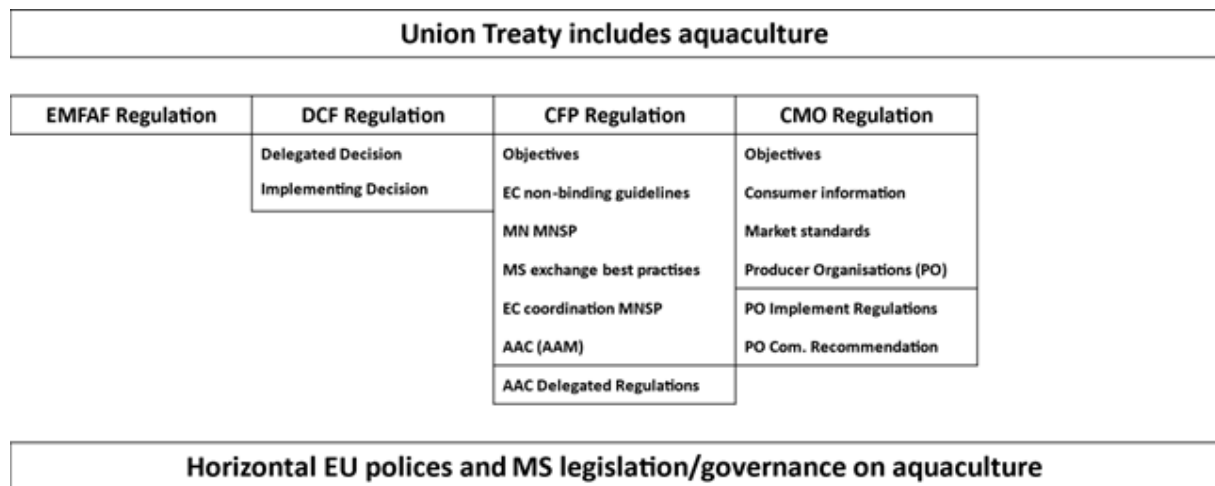 Union Treaty includes aquaculture
EMFAF Regulation
DCF Regulation
Delegated Decision
Implementing Decision
CFP Regulation
Objectives
EC non-binding guidelines
MN MNSP
MS exchange best practises
EC coordination MNSP
AAC (AAM)
AAC Delegated Regulations
CMO Regulation
Objectives
Consumer information
Market standards
Producer Organisations (PO)
PO Implement Regulations
PO Com. Recommendation
Horizontal EU polices and MS legislation/governance on aquaculture